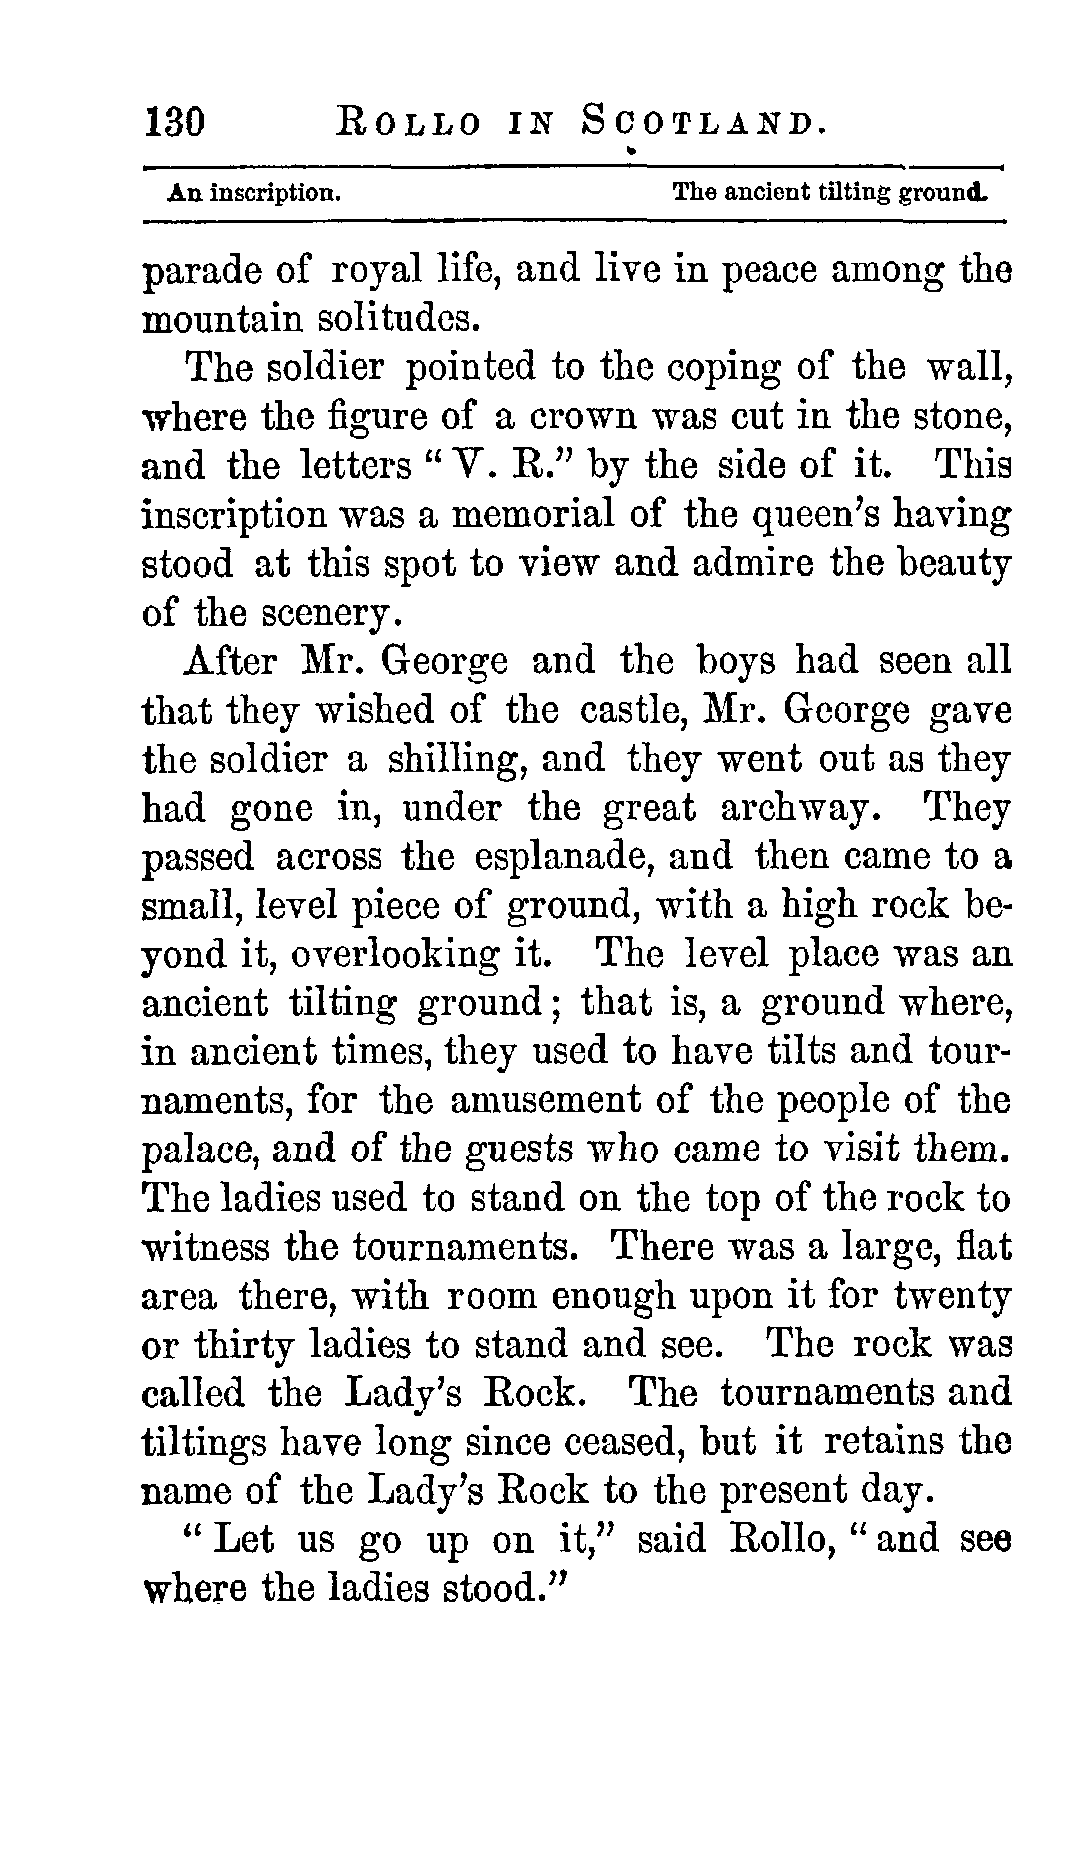 130 ROLLO IN SCOTLAND.
An inscription. The ancient tilting ground.
parade of royal life, and live in peace among the
mountain solitudes.
The soldier pointed to the coping of the wall,
where the figure of a crown was cut in the stone,
and the letters "V. R." by the side of it. This
inscription was a memorial of the queen's having
stood at this spot to view and admire the beauty
of the scenery.
After Mr. George and the boys had seen all
that they wished of the castle, Mr. George gave
the soldier a shilling, and they went out as they
had gone in, under the great archway. They
passed across the esplanade, and then came to a
small, level piece of ground, with a high rock be-
yond it, overlooking it. The level place was an
ancient tilting ground; that is, a ground where,
in ancient times, they used to have tilts and tour-
naments, for the amusement of the people of the
palace, and of the guests who came to visit them.
The ladies used to stand on the top of the rock to
witness the tournaments. There was a large, flat
area there, with room enough upon it for twenty
or thirty ladies to stand and see. The rock was
called the Lady's Rock. The tournaments and
tiltings have long since ceased, but it retains the
name of the Lady's Rock to the present day.
"Let us go up on it," said Rollo, "and see
where the ladies stood."